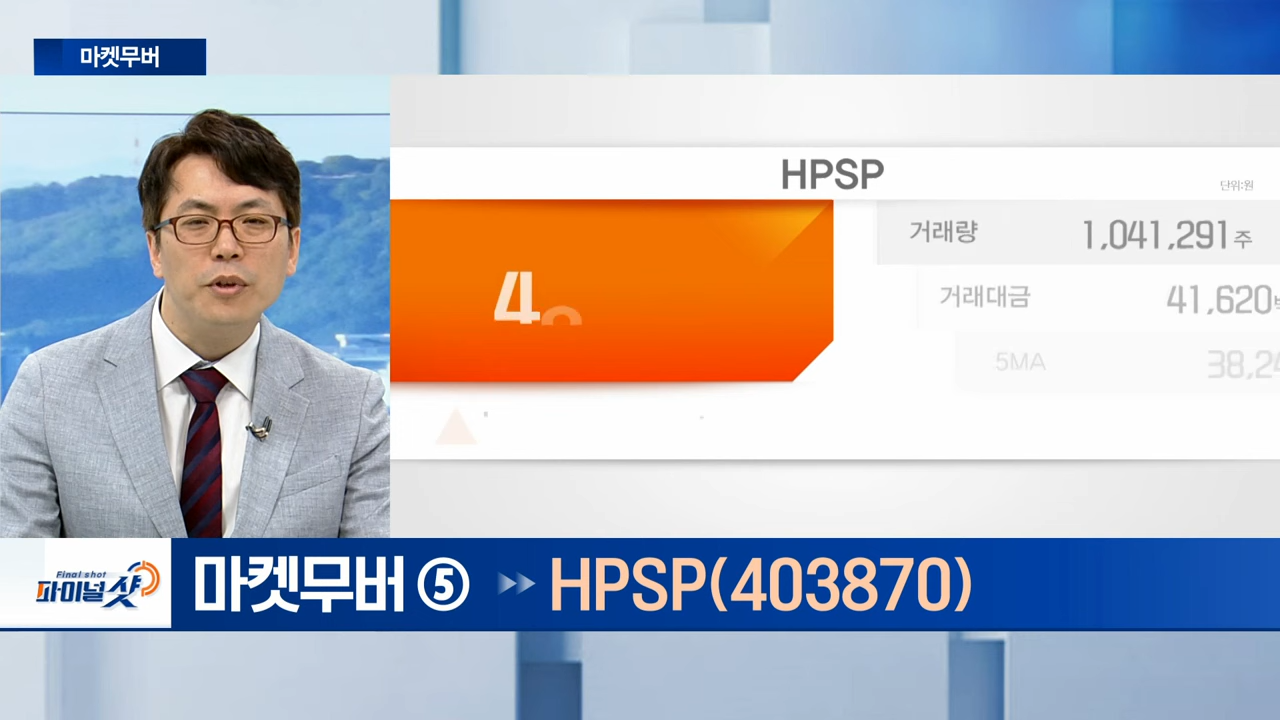 마켓무버
HPSP
단위:원
거래량 1,041,291주
거래대금 41,620
5MA 38,24
4
Final shot
파이널샷
마켓무버 ⑤ HPSP(403870)